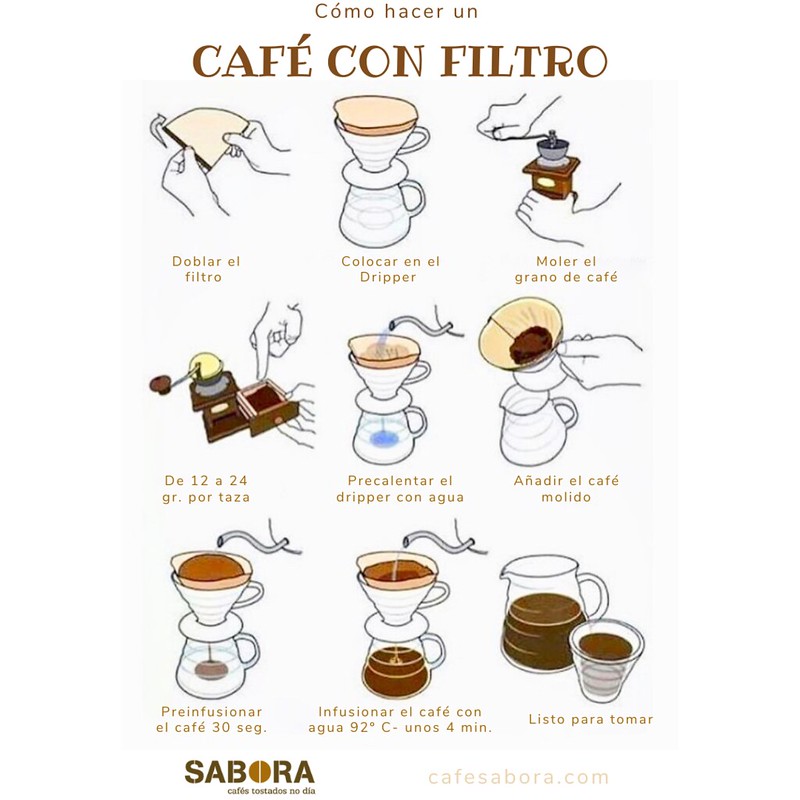 Cómo hacer un
CAFÉ CON FILTRO
Doblar el
filtro
Colocar en el
Dripper
Moler el
grano de café
De 12 a 24
gr. por taza
Precalentar el
dripper con agua
Añadir el café
molido
Preinfusionar
el café 30 seg.
Infusionar el café con
agua 92º C- unos 4 min.
Listo para tomar
SABORA
cafés tostados no día
cafesabora.com